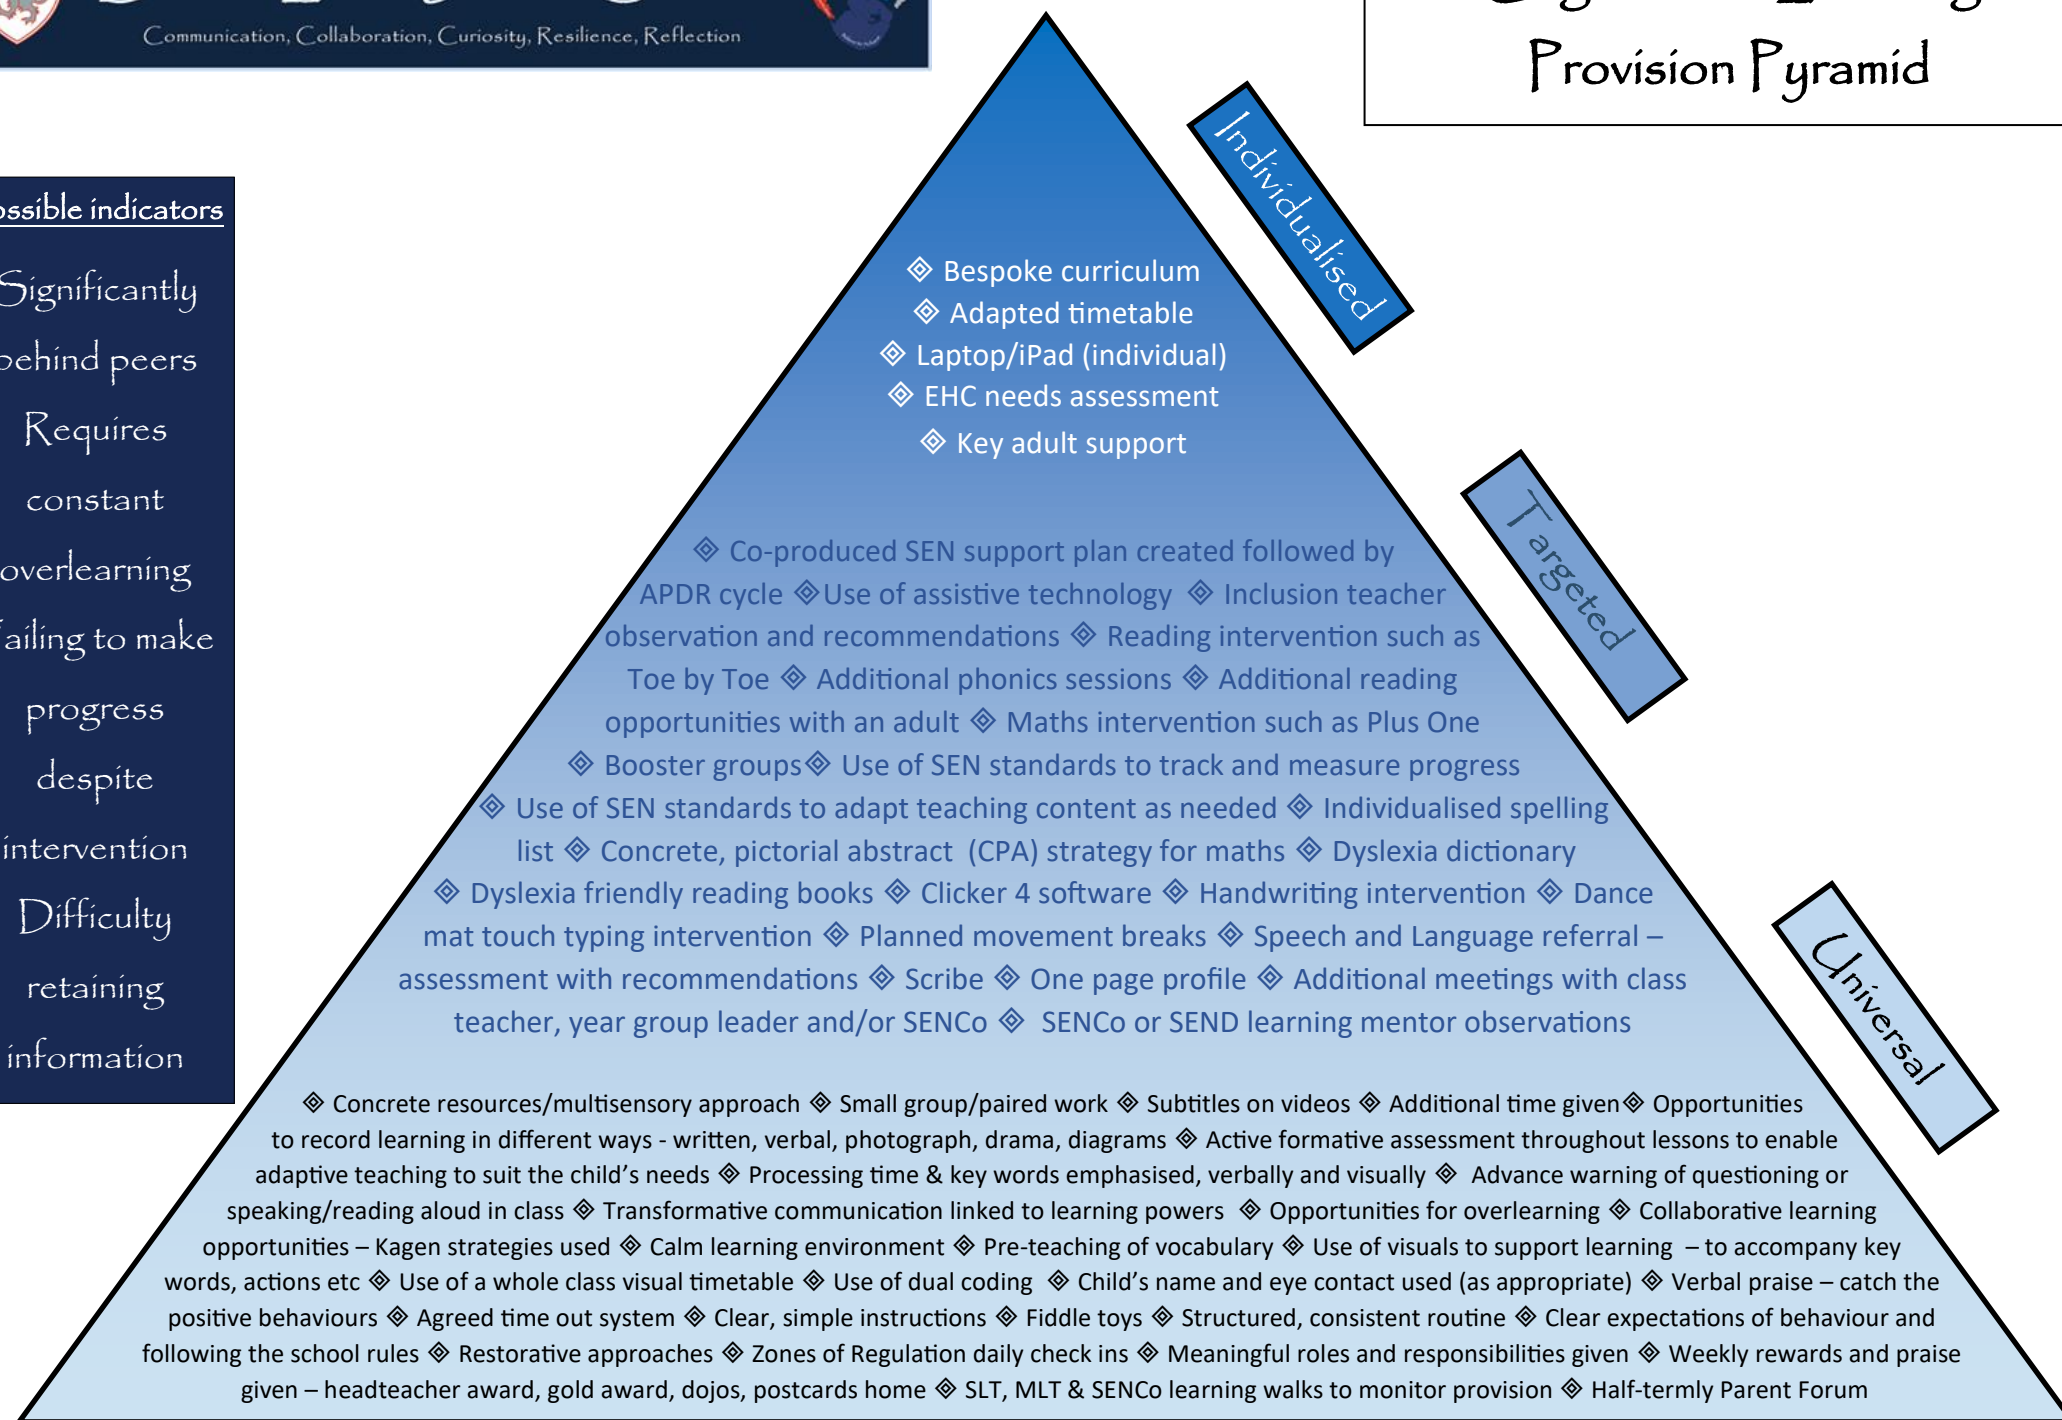 Communication, Collaboration, Curiosity, Resilience, Reflection
Provision Pyramid
indicators
Significantly
behind peers
Requires
constant
overlearning
Failing to make
progress
despite
intervention
Difficulty
retaining
information
Individualised
◈ Bespoke curriculum
◈ Adapted timetable
◈ Laptop/iPad (individual)
◈ EHC needs assessment
◈ Key adult support
Targeted
◈ Co-produced SEN support plan created followed by
APDR cycle ◈Use of assistive technology ◈ Inclusion teacher
observation and recommendations ◈ Reading intervention such as
Toe by Toe ◈ Additional phonics sessions ◈ Additional reading
opportunities with an adult ◈ Maths intervention such as Plus One
◈ Booster groups◈ Use of SEN standards to track and measure progress
◈ Use of SEN standards to adapt teaching content as needed ◈ Individualised spelling
list ◈ Concrete, pictorial abstract (CPA) strategy for maths ◈ Dyslexia dictionary
◈ Dyslexia friendly reading books ◈ Clicker 4 software ◈ Handwriting intervention ◈ Dance
mat touch typing intervention ◈ Planned movement breaks ◈ Speech and Language referral –
assessment with recommendations ◈ Scribe ◈ One page profile ◈ Additional meetings with class
teacher, year group leader and/or SENCo ◈ SENCo or SEND learning mentor observations
Universal
◈ Concrete resources/multisensory approach ◈ Small group/paired work ◈ Subtitles on videos ◈ Additional time given◈ Opportunities
to record learning in different ways - written, verbal, photograph, drama, diagrams ◈ Active formative assessment throughout lessons to enable
adaptive teaching to suit the child’s needs ◈ Processing time & key words emphasised, verbally and visually ◈ Advance warning of questioning or
speaking/reading aloud in class ◈ Transformative communication linked to learning powers ◈ Opportunities for overlearning ◈ Collaborative learning
opportunities – Kagen strategies used ◈ Calm learning environment ◈ Pre-teaching of vocabulary ◈ Use of visuals to support learning – to accompany key
words, actions etc ◈ Use of a whole class visual timetable ◈ Use of dual coding ◈ Child’s name and eye contact used (as appropriate) ◈ Verbal praise – catch the
positive behaviours ◈ Agreed time out system ◈ Clear, simple instructions ◈ Fiddle toys ◈ Structured, consistent routine ◈ Clear expectations of behaviour and
following the school rules ◈ Restorative approaches ◈ Zones of Regulation daily check ins ◈ Meaningful roles and responsibilities given ◈ Weekly rewards and praise
given – headteacher award, gold award, dojos, postcards home ◈ SLT, MLT & SENCo learning walks to monitor provision ◈ Half-termly Parent Forum